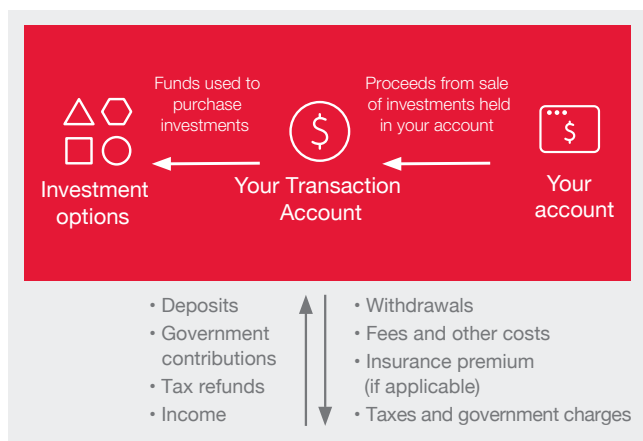 Funds used to
purchase
investments
Proceeds from sale
of investments held
in your account
$
$
Investment
options
Your Transaction
Account
Your
account
• Deposits
• Government
contributions
• Tax refunds
• Income
• Withdrawals
• Fees and other costs
• Insurance premium
(if applicable)
• Taxes and government charges